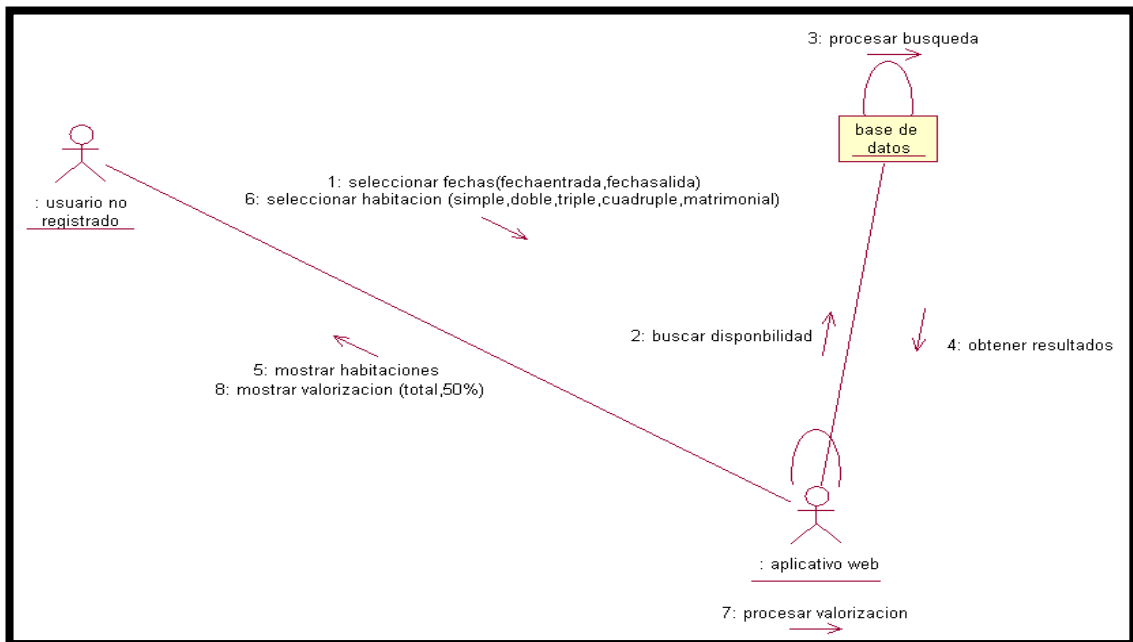 3: procesar busqueda
base de
datos
: usuario no
registrado
1: seleccionar fechas(fechaentrada,fechasalida)
6: seleccionar habitacion (simple,doble,triple,cuadruple,matrimonial)
2: buscar disponbilidad
4: obtener resultados
5: mostrar habitaciones
8: mostrar valorizacion (total,50%)
: aplicativo web
7: procesar valorizacion